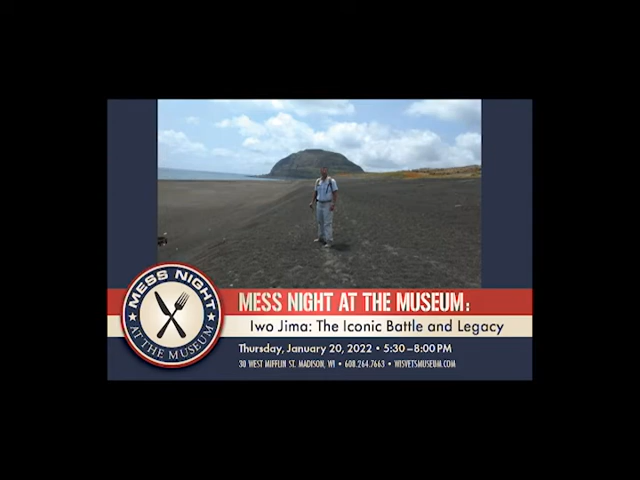 MESS NIGHT
AT THE MUSEUM
MESS NIGHT AT THE MUSEUM:
Iwo Jima: The Iconic Battle and Legacy
Thursday, January 20, 2022 • 5:30–8:00 PM
30 WEST MIFFLIN ST. MADISON, WI • 608.264.7663 • WISVETSMUSEUM.COM